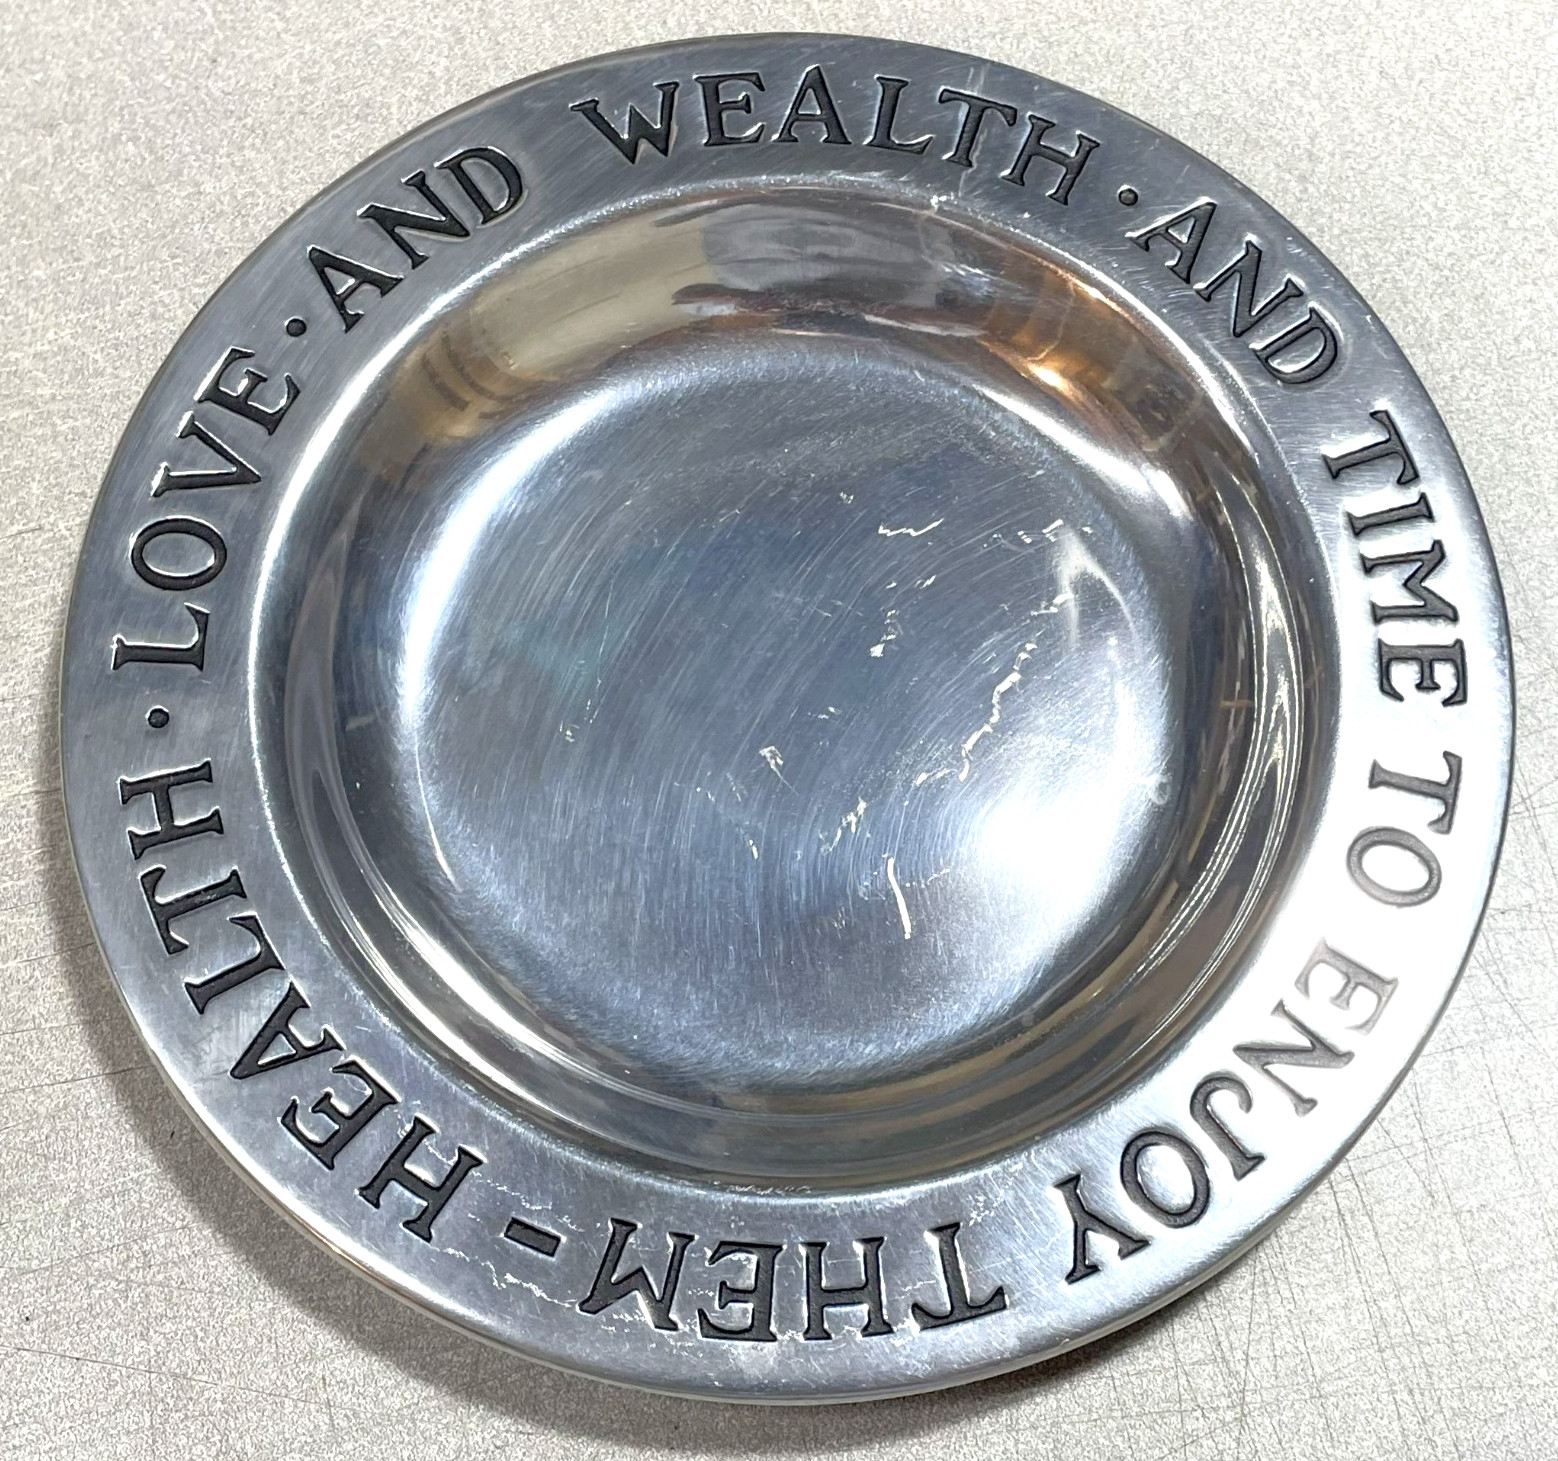 HEALTH · LOVE · AND WEALTH · AND TIME TO ENJOY THEM -